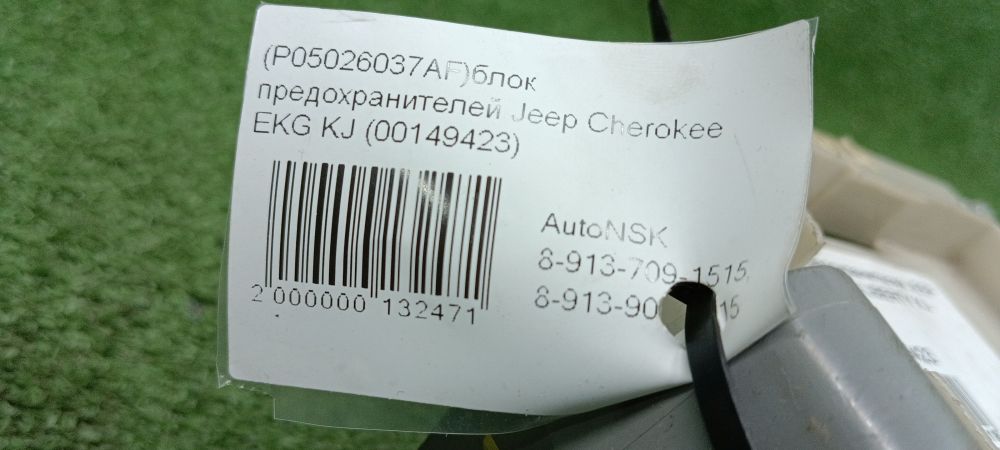 (P05026037AF)блок
предохранителей Jeep Cherokee
EKG KJ (00149423)
2 000000 132471
AutoNSK
8-913-709-1515,